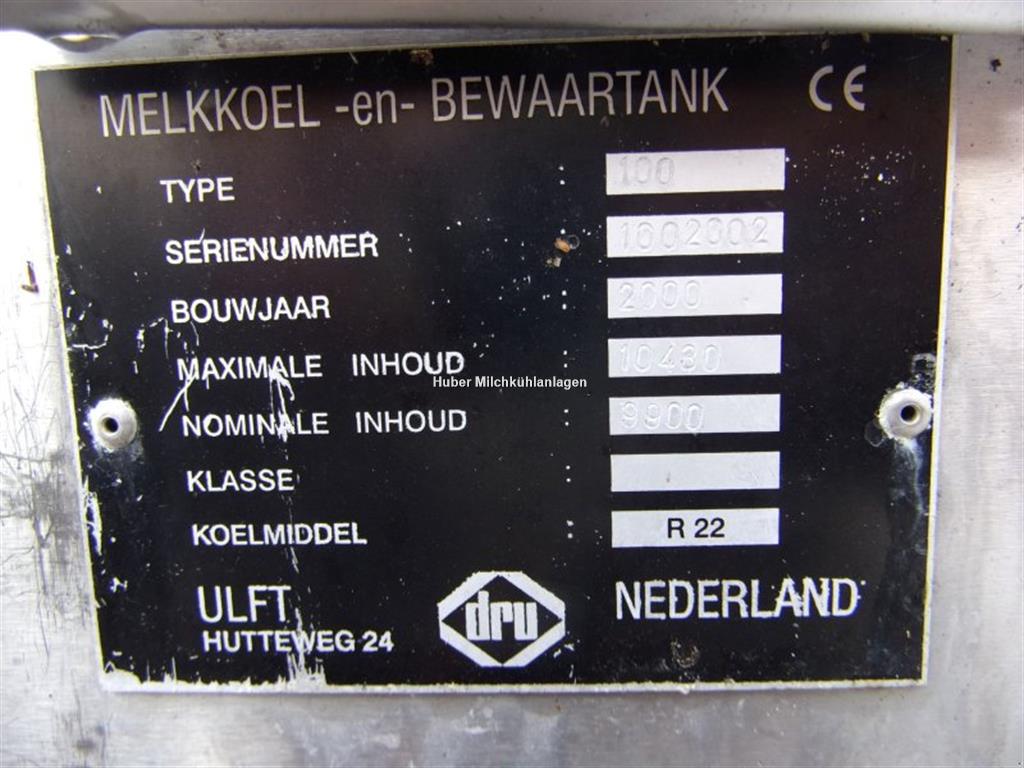 MELKKOEL -en- BEWAARTANK CE
TYPE : 100
SERIENUMMER : 1002002
BOUWJAAR : 2000
MAXIMALE INHOUD : 10430
Huber Milchkühlanlagen
NOMINALE INHOUD : 9900
KLASSE :
KOELMIDDEL : R 22
ULFT dru NEDERLAND
HUTTEWEG 24